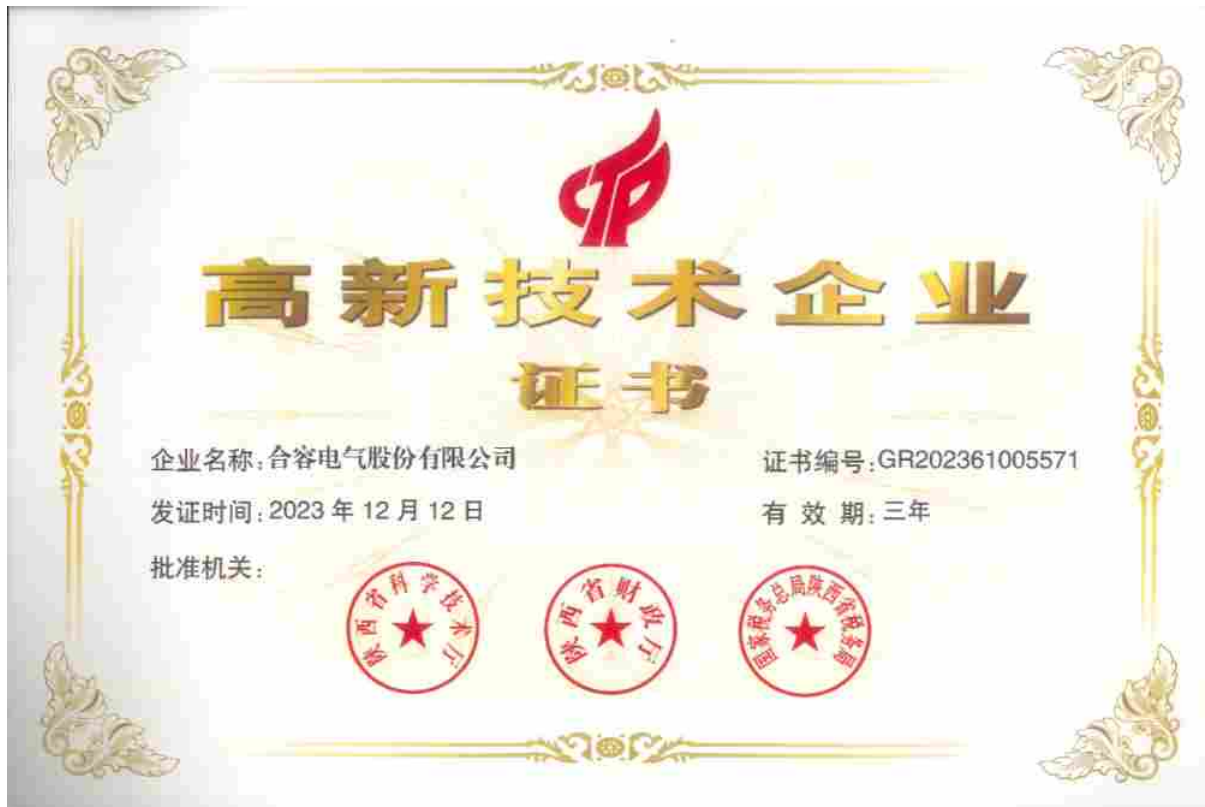 CTP
高新技术企业
证书
企业名称:合容电气股份有限公司
证书编号:GR202361005571
发证时间:2023年12月12日
有效期:三年
批准机关:
陕西省科学技术厅
陕西省财政厅
国家税务总局陕西省税务局